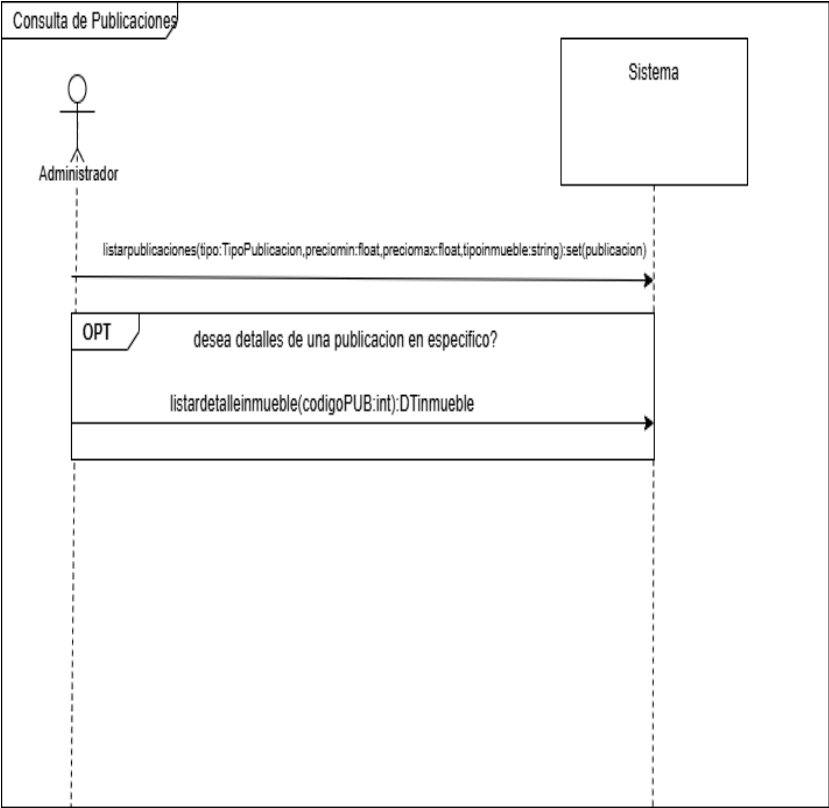 Consulta de Publicaciones
Sistema
Administrador
listarpublicaciones(tipo:TipoPublicacion,preciomin:float,preciomax:float,tipoinmueble:string):set(publicacion)
OPT
desea detalles de una publicacion en especifico?
listardetalleinmueble(codigoPUB:int):DTinmueble